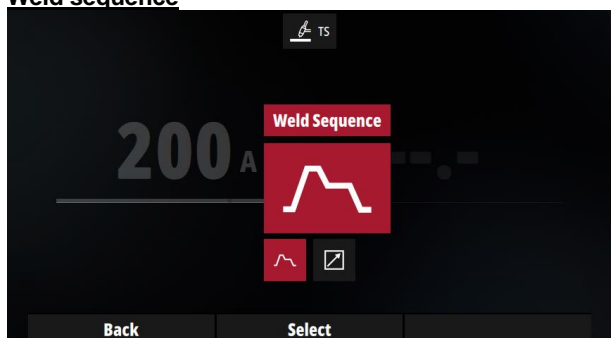 Weld sequence
TS
Weld Sequence
200 A --.-
Back Select